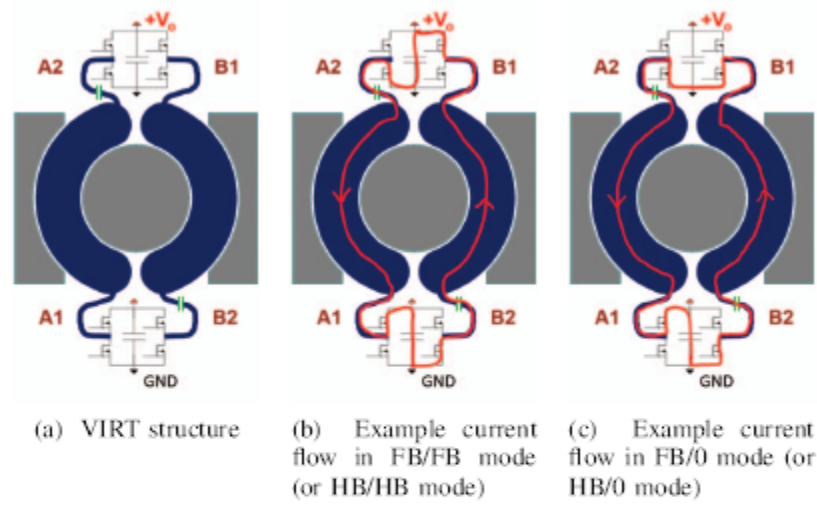 +Vo
+Vo
+Vo
A2
B1
A2
B1
A2
B1
A1
B2
A1
B2
A1
B2
GND
GND
GND
(a) VIRT structure
(b) Example current
flow in FB/FB mode
(or HB/HB mode)
(c) Example current
flow in FB/0 mode (or
HB/0 mode)